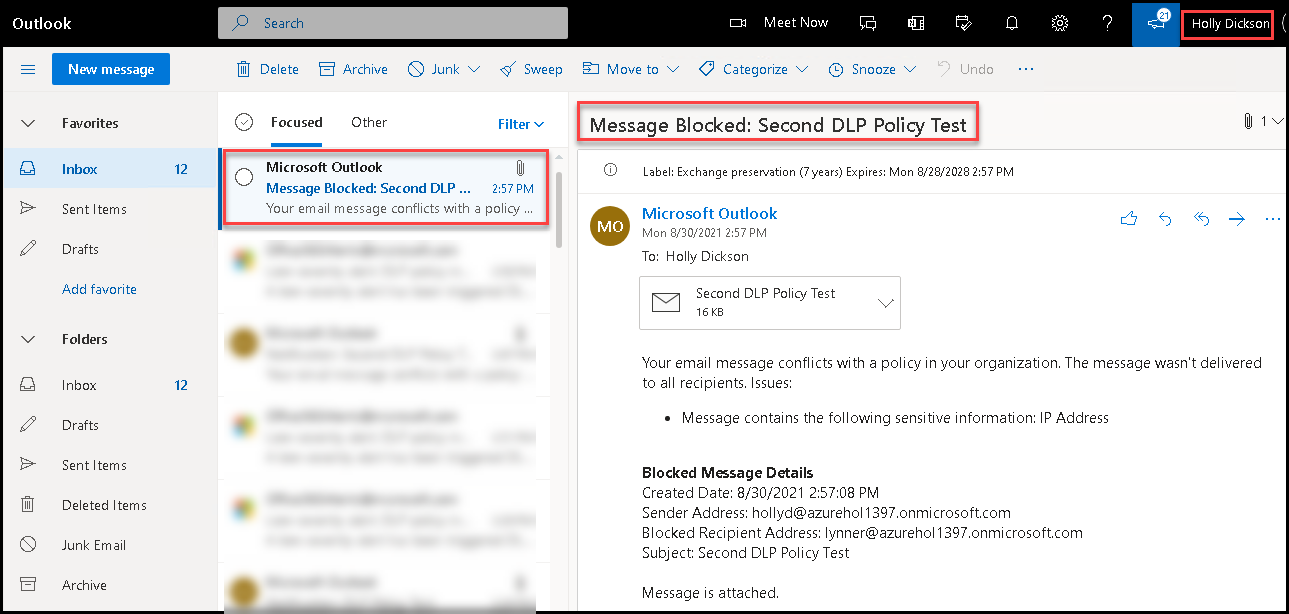 Outlook
Search
Meet Now
21
Holly Dickson
New message
Delete
Archive
Junk
Sweep
Move to
Categorize
Snooze
Undo
Favorites
Inbox 12
Sent Items
Drafts
Add favorite
Folders
Inbox 12
Drafts
Sent Items
Deleted Items
Junk Email
Archive
Focused
Other
Filter
Microsoft Outlook
Message Blocked: Second DLP ... 2:57 PM
Your email message conflicts with a policy ...
Message Blocked: Second DLP Policy Test
1
Label: Exchange preservation (7 years) Expires: Mon 8/28/2028 2:57 PM
MO
Microsoft Outlook
Mon 8/30/2021 2:57 PM
To: Holly Dickson
Second DLP Policy Test
16 KB
Your email message conflicts with a policy in your organization. The message wasn't delivered
to all recipients. Issues:
• Message contains the following sensitive information: IP Address
Blocked Message Details
Created Date: 8/30/2021 2:57:08 PM
Sender Address: hollyd@azurehol1397.onmicrosoft.com
Blocked Recipient Address: lynner@azurehol1397.onmicrosoft.com
Subject: Second DLP Policy Test
Message is attached.